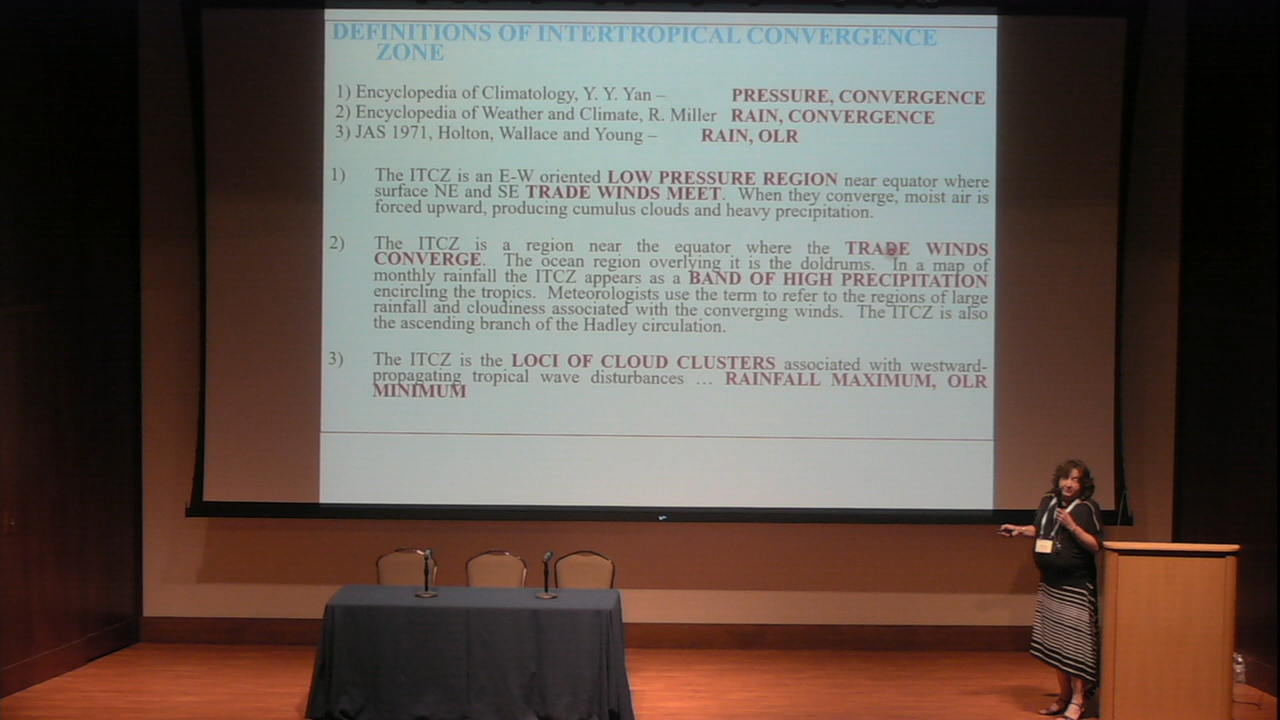 DEFINITIONS OF INTERTROPICAL CONVERGENCE
ZONE
1) Encyclopedia of Climatology, Y. Y. Yan – PRESSURE, CONVERGENCE
2) Encyclopedia of Weather and Climate, R. Miller RAIN, CONVERGENCE
3) JAS 1971, Holton, Wallace and Young – RAIN, OLR
1) The ITCZ is an E-W oriented LOW PRESSURE REGION near equator where
surface NE and SE TRADE WINDS MEET. When they converge, moist air is
forced upward, producing cumulus clouds and heavy precipitation.
2) The ITCZ is a region near the equator where the TRADE WINDS
CONVERGE. The ocean region overlying it is the doldrums. In a map of
monthly rainfall the ITCZ appears as a BAND OF HIGH PRECIPITATION
encircling the tropics. Meteorologists use the term to refer to the regions of large
rainfall and cloudiness associated with the converging winds. The ITCZ is also
the ascending branch of the Hadley circulation.
3) The ITCZ is the LOCI OF CLOUD CLUSTERS associated with westward-
propagating tropical wave disturbances … RAINFALL MAXIMUM, OLR
MINIMUM